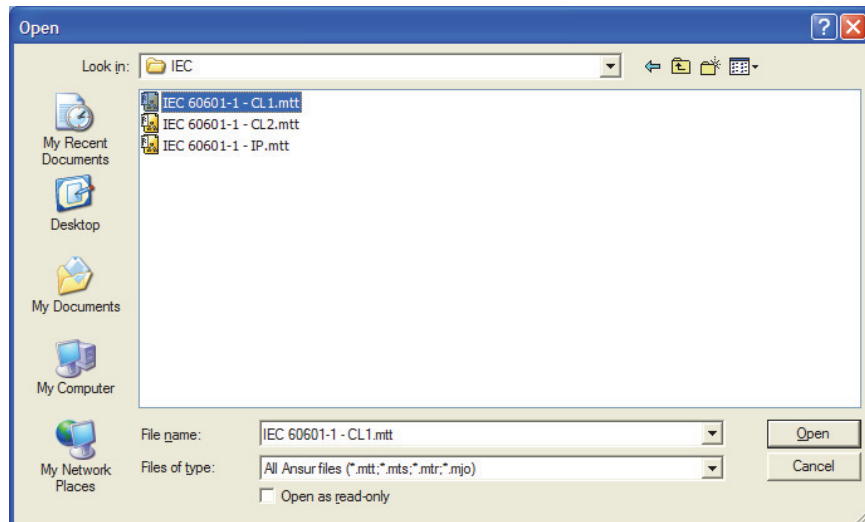 Open
Look in:
IEC
IEC 60601-1 - CL1.mtt
IEC 60601-1 - CL2.mtt
IEC 60601-1 - IP.mtt
My Recent
Documents
Desktop
My Documents
My Computer
My Network
Places
File name:
IEC 60601-1 - CL1.mtt
Open
Files of type:
All Ansur files (*.mtt;*.mts;*.mtr;*.mjo)
Cancel
Open as read-only